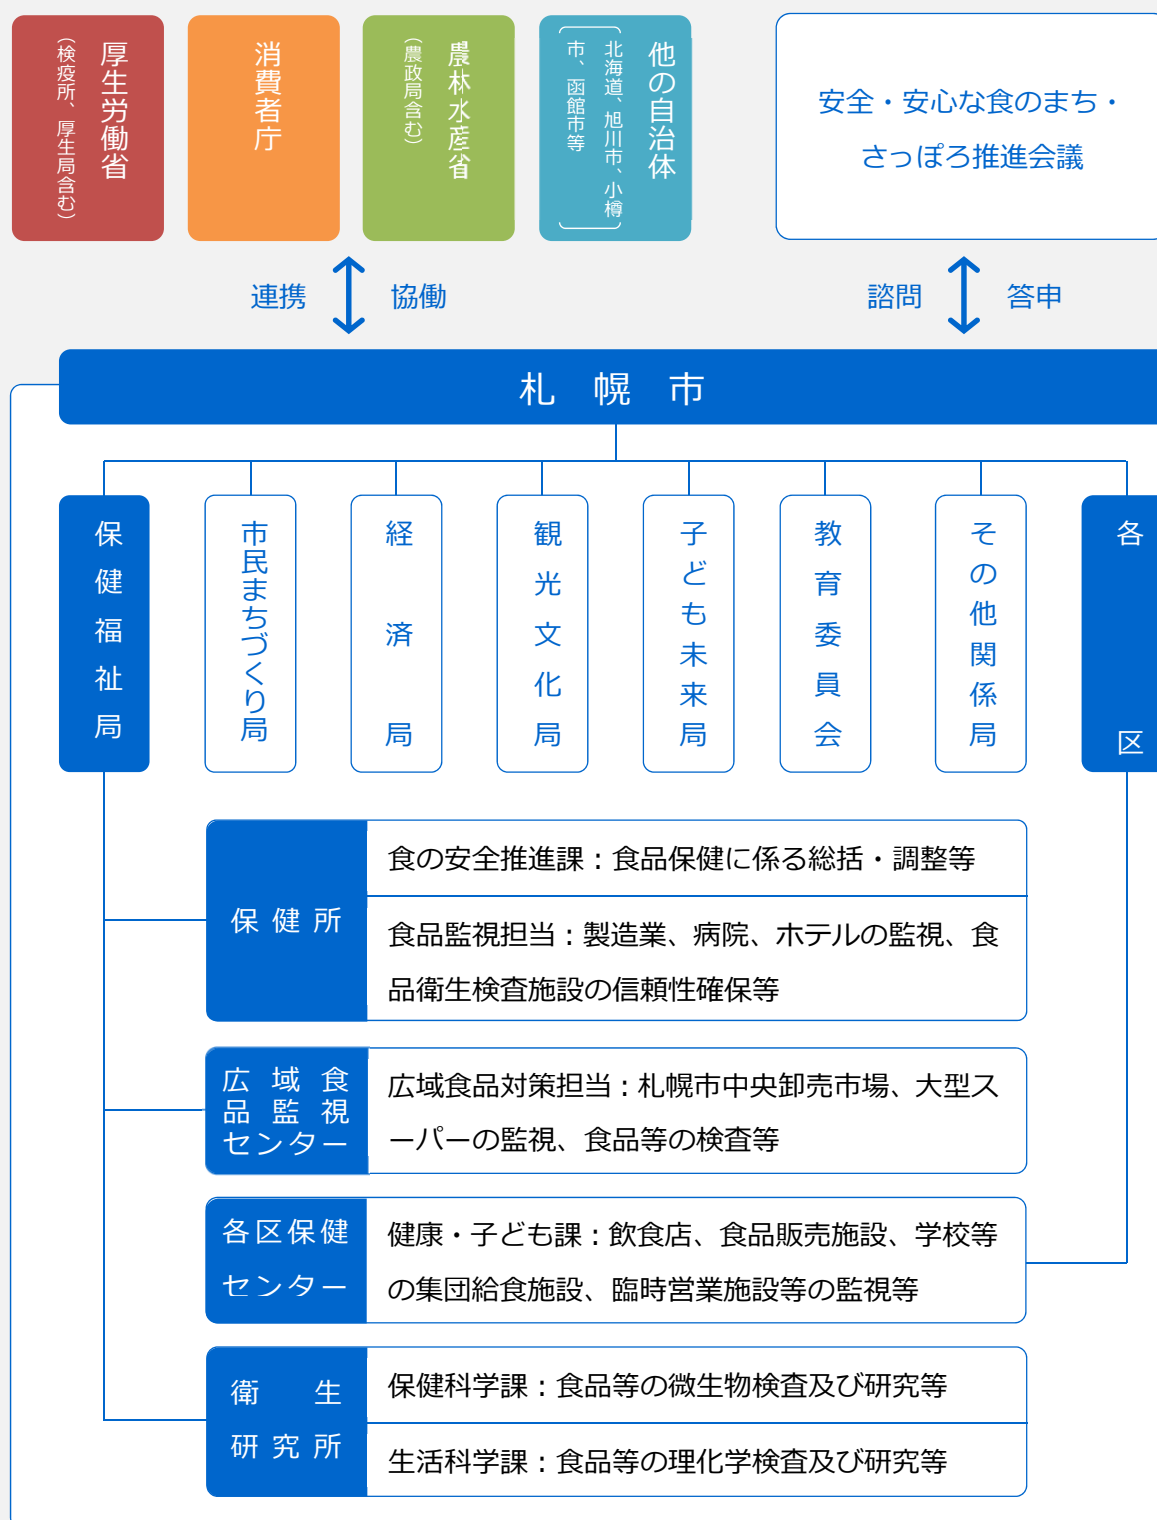 厚生労働省
（検疫所、厚生局含む）
消費者庁
農林水産省
（農政局含む）
他の自治体
北海道、旭川市、小樽
市、函館市等
安全・安心な食のまち・
さっぽろ推進会議
連携
協働
諮問
答申
札幌市
保健福祉局
市民まちづくり局
経済局
観光文化局
子ども未来局
教育委員会
その他関係局
各区
保健所
食の安全推進課：食品保健に係る総括・調整等
食品監視担当：製造業、病院、ホテルの監視、食
品衛生検査施設の信頼性確保等
広域食
品監視
センター
広域食品対策担当：札幌市中央卸売市場、大型ス
ーパーの監視、食品等の検査等
各区保健
センター
健康・子ども課：飲食店、食品販売施設、学校等
の集団給食施設、臨時営業施設等の監視等
衛生
研究所
保健科学課：食品等の微生物検査及び研究等
生活科学課：食品等の理化学検査及び研究等